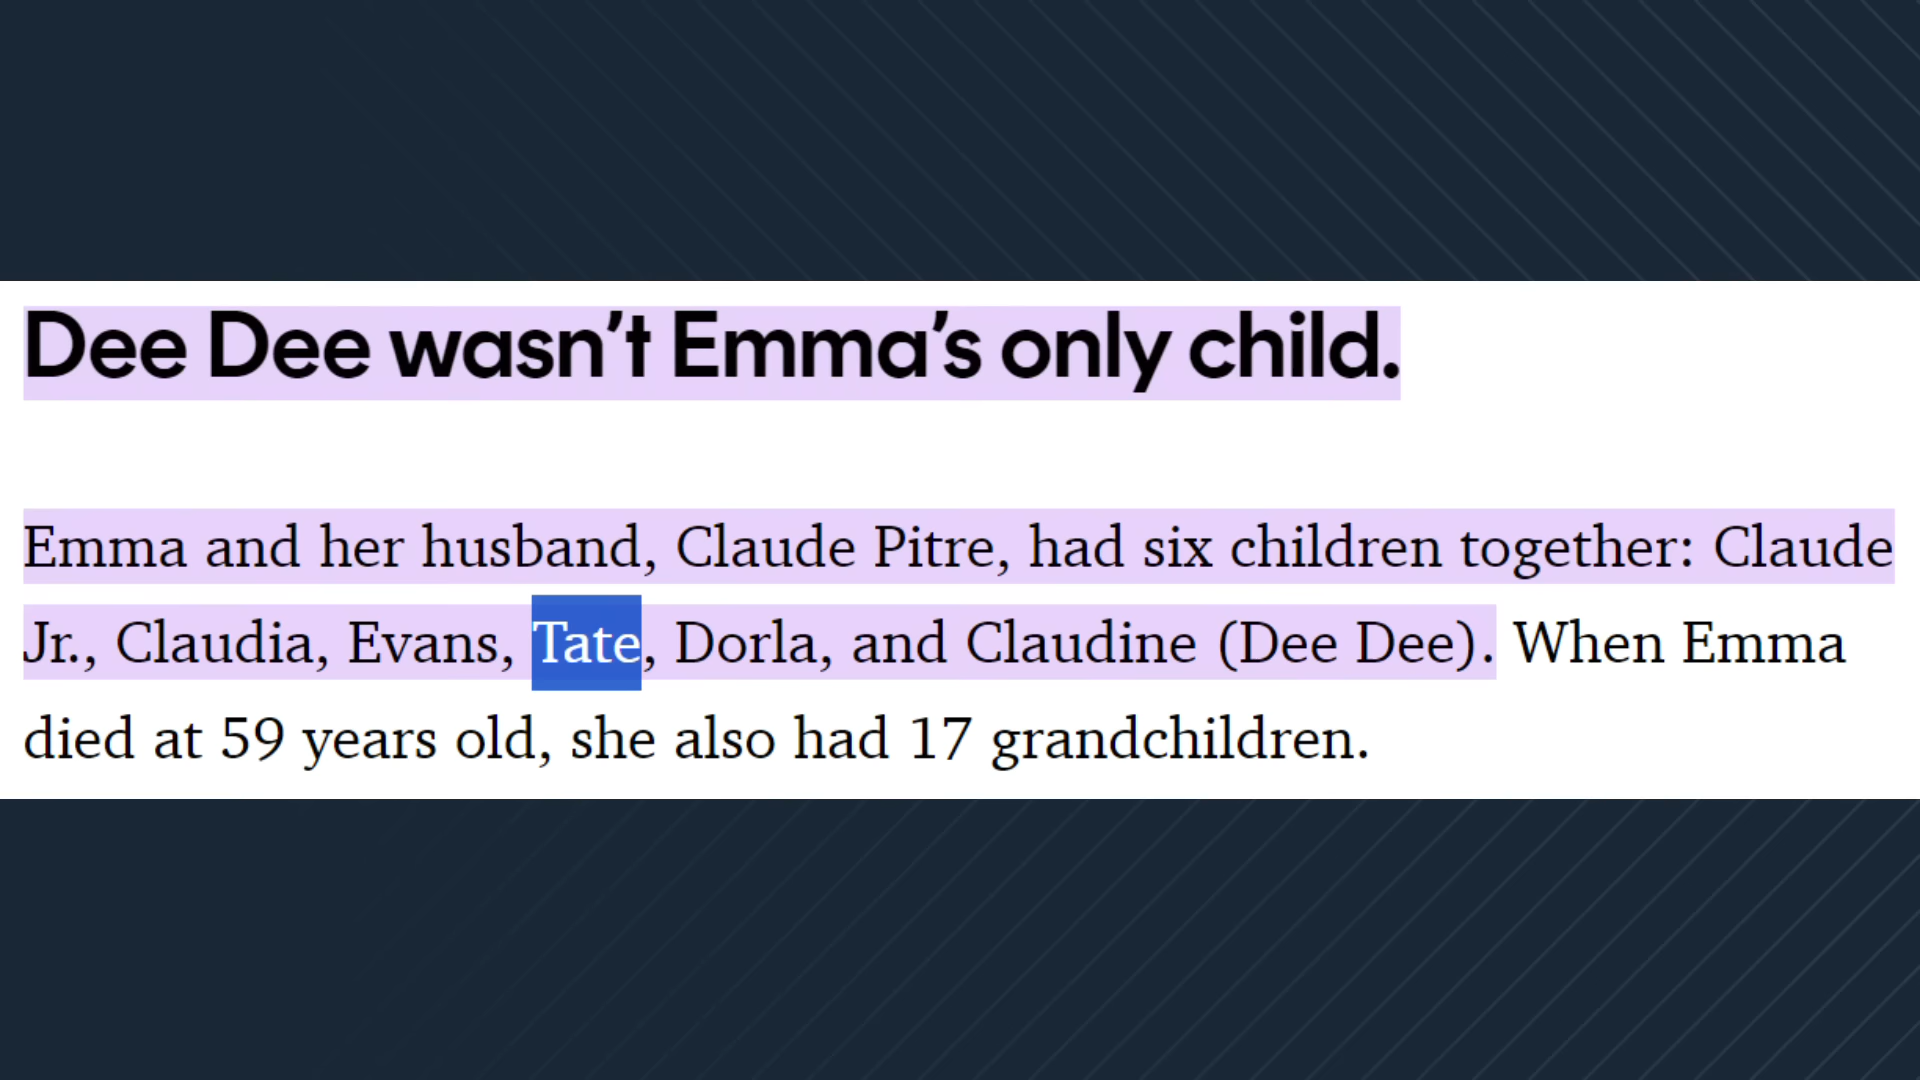 Dee Dee wasn’t Emma’s only child.
Emma and her husband, Claude Pitre, had six children together: Claude
Jr., Claudia, Evans, Tate, Dorla, and Claudine (Dee Dee). When Emma
died at 59 years old, she also had 17 grandchildren.